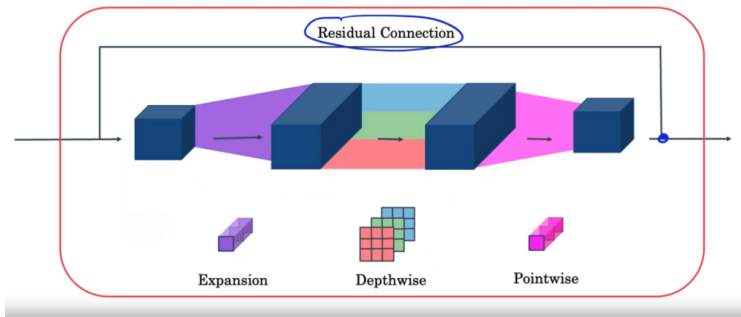 Residual Connection
Expansion
Depthwise
Pointwise